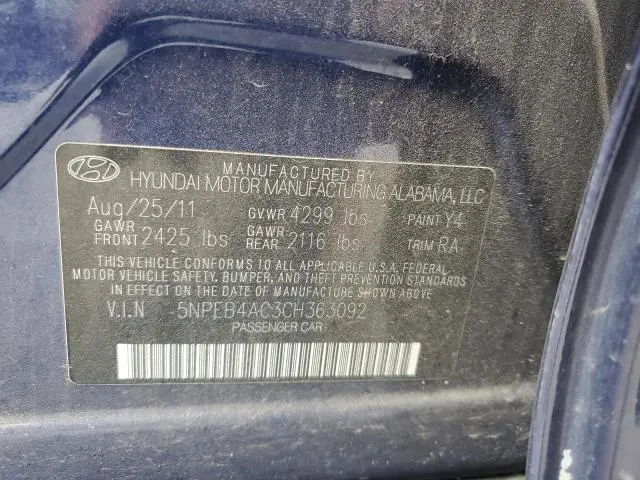 MANUFACTURED BY
HYUNDAI MOTOR MANUFACTURING ALABAMA, LLC
Aug/25/11 GVWR 4299 lbs PAINT Y4
GAWR FRONT 2425 lbs GAWR REAR 2116 lbs TRIM RA
THIS VEHICLE CONFORMS TO ALL APPLICABLE U.S.A. FEDERAL
MOTOR VEHICLE SAFETY, BUMPER, AND THEFT PREVENTION STANDARDS
IN EFFECT ON THE DATE OF MANUFACTURE SHOWN ABOVE.
V.I.N 5NPEB4AC3CH363092
PASSENGER CAR